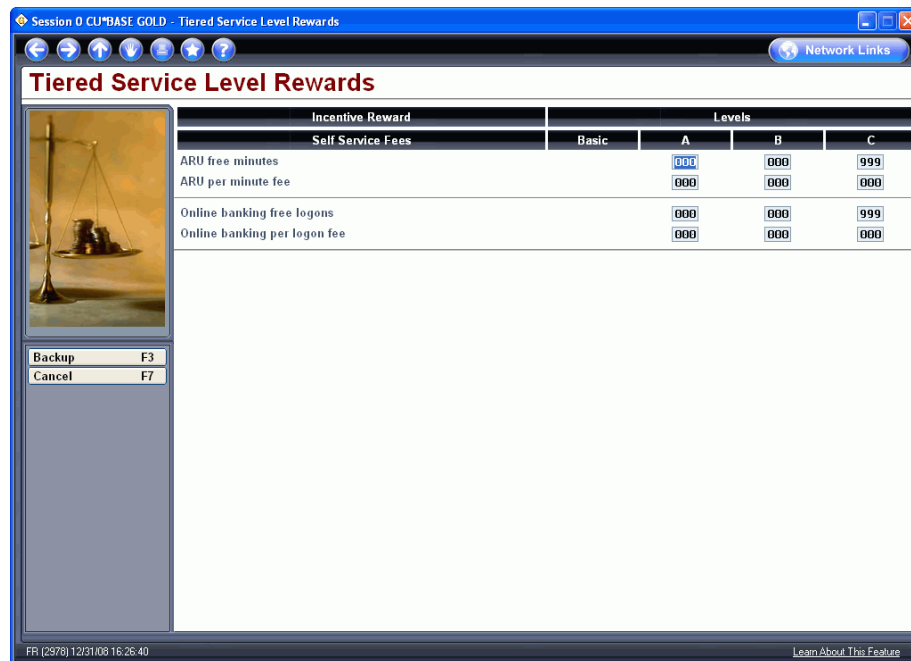 Session 0 CU*BASE GOLD - Tiered Service Level Rewards
Network Links
Tiered Service Level Rewards
Incentive Reward Levels
Self Service Fees Basic A B C
ARU free minutes 000 000 999
ARU per minute fee 000 000 000
Online banking free logons 000 000 999
Online banking per logon fee 000 000 000
Backup F3
Cancel F7
FR (2978) 12/31/08 16:26:40 Learn About This Feature